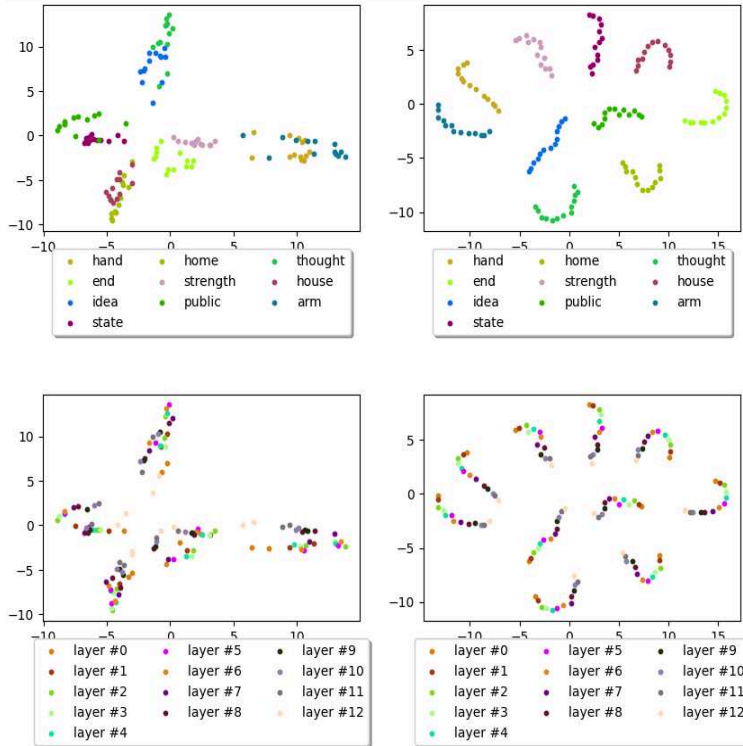 10
5
0
−5
−10
−10 −5 0 5 10
5
0
−5
−10
−10 −5 0 5 10 15
hand home thought
end strength house
idea public arm
state
hand home thought
end strength house
idea public arm
state
10
5
0
−5
−10
−10 −5 0 5 10
5
0
−5
−10
−10 −5 0 5 10 15
layer #0 layer #5 layer #9
layer #1 layer #6 layer #10
layer #2 layer #7 layer #11
layer #3 layer #8 layer #12
layer #4
layer #0 layer #5 layer #9
layer #1 layer #6 layer #10
layer #2 layer #7 layer #11
layer #3 layer #8 layer #12
layer #4